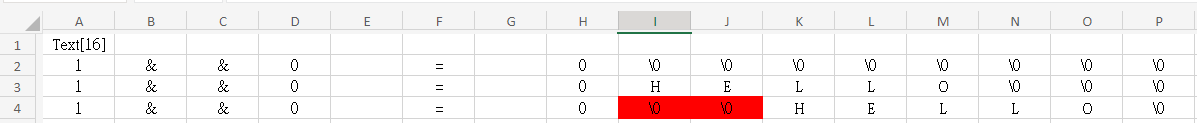 A B C D E F G H I J K L M N O P
1 Text[16]
2 1 & & 0 = 0 \0 \0 \0 \0 \0 \0 \0 \0
3 1 & & 0 = 0 H E L L O \0 \0 \0
4 1 & & 0 = 0 \0 \0 H E L L O \0